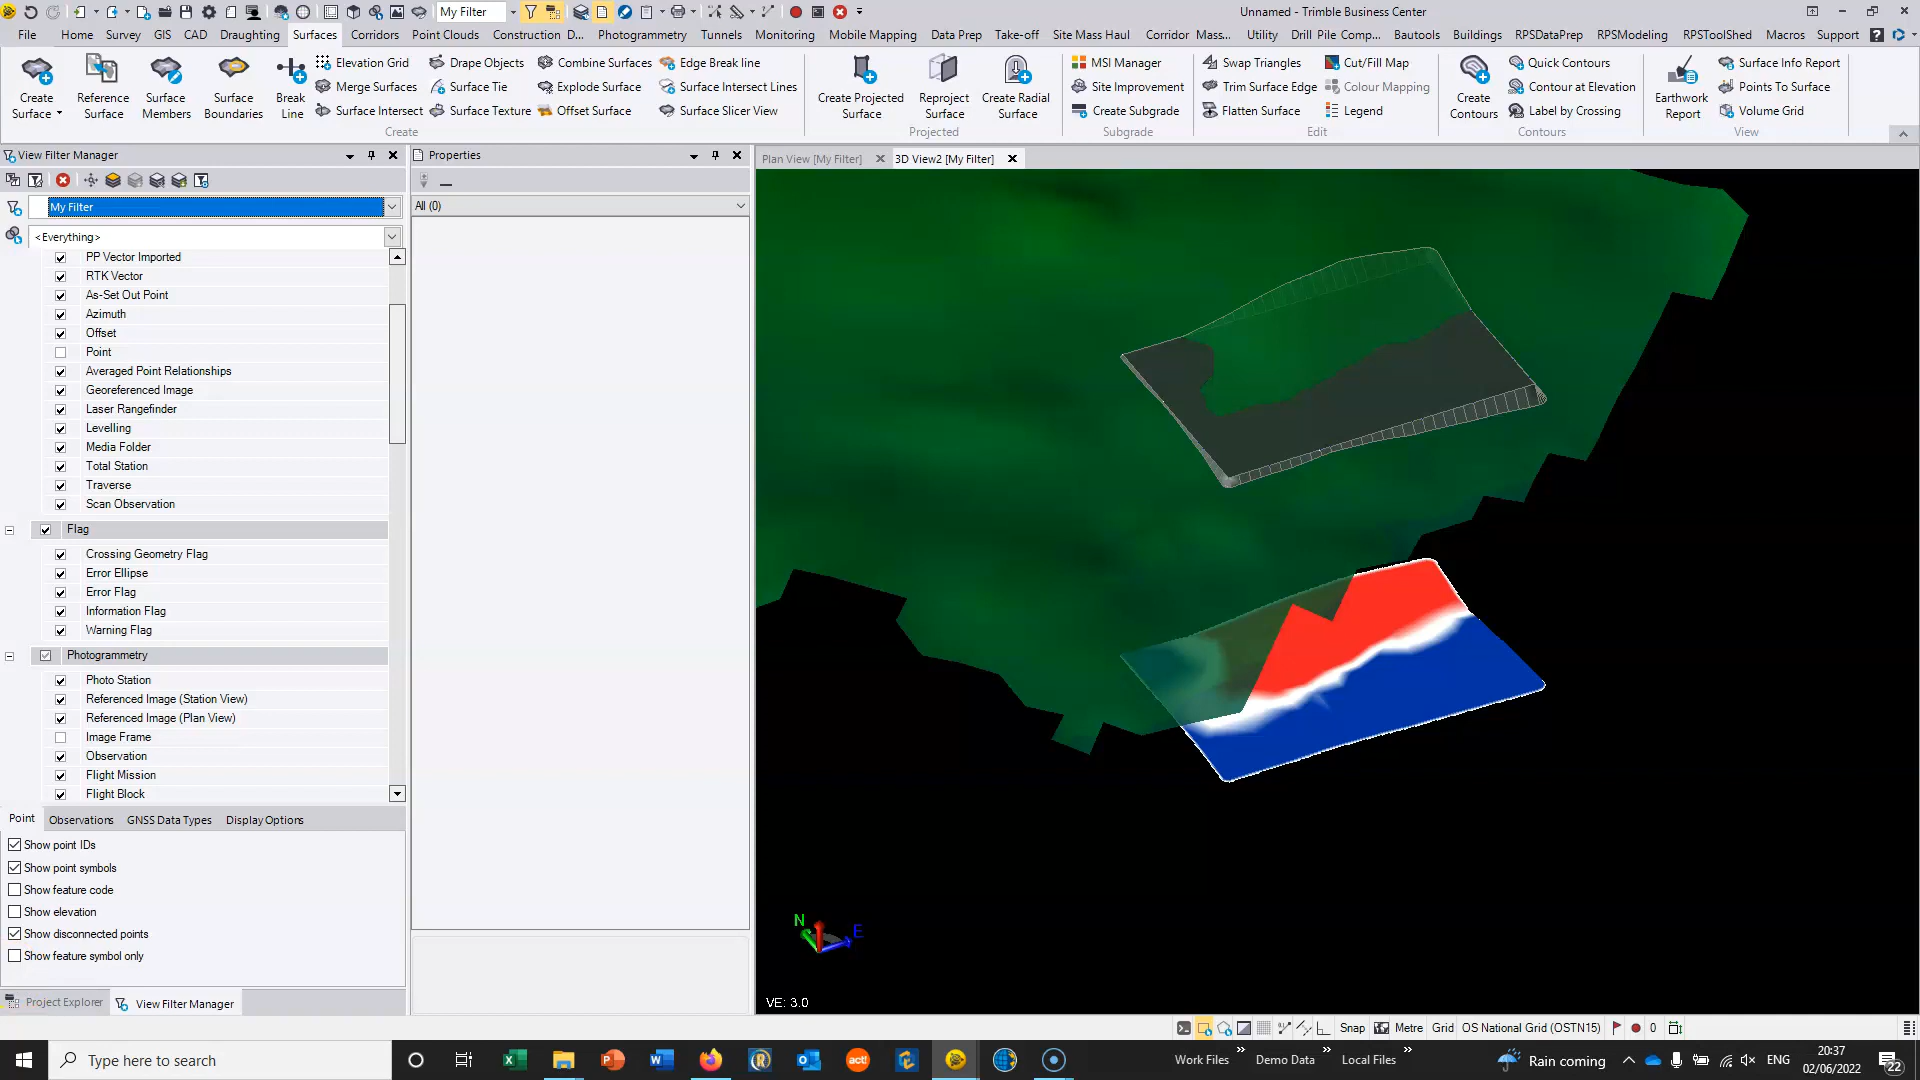 My Filter
Unnamed - Trimble Business Center
File Home Survey GIS CAD Draughting Surfaces Corridors Point Clouds Construction D... Photogrammetry Tunnels Monitoring Mobile Mapping Data Prep Take-off Site Mass Haul Corridor Mass... Utility Drill Pile Comp... Bautools Buildings RPSDataPrep RPSModeling RPSToolShed Macros Support
Create Surface
Reference Surface
Surface Members
Surface Boundaries
Break Line
Elevation Grid
Merge Surfaces
Surface Intersect
Drape Objects
Surface Tie
Surface Texture
Combine Surfaces
Explode Surface
Offset Surface
Edge Break line
Surface Intersect Lines
Surface Slicer View
Create
Create Projected Surface
Reproject Surface
Create Radial Surface
Projected
MSI Manager
Site Improvement
Create Subgrade
Subgrade
Swap Triangles
Trim Surface Edge
Flatten Surface
Cut/Fill Map
Colour Mapping
Legend
Edit
Create Contours
Quick Contours
Contour at Elevation
Label by Crossing
Contours
Earthwork Report
Surface Info Report
Points To Surface
Volume Grid
View
View Filter Manager
My Filter
<Everything>
PP Vector Imported
RTK Vector
As-Set Out Point
Azimuth
Offset
Point
Averaged Point Relationships
Georeferenced Image
Laser Rangefinder
Levelling
Media Folder
Total Station
Traverse
Scan Observation
Flag
Crossing Geometry Flag
Error Ellipse
Error Flag
Information Flag
Warning Flag
Photogrammetry
Photo Station
Referenced Image (Station View)
Referenced Image (Plan View)
Image Frame
Observation
Flight Mission
Flight Block
Point Observations GNSS Data Types Display Options
Show point IDs
Show point symbols
Show feature code
Show elevation
Show disconnected points
Show feature symbol only
Project Explorer View Filter Manager
Properties
All (0)
Plan View [My Filter] 3D View2 [My Filter]
N
E
VE: 3.0
Snap Metre Grid OS National Grid (OSTN15) 0
Type here to search
act!
Work Files » Demo Data » Local Files »
Rain coming
ENG
20:37
02/06/2022
22